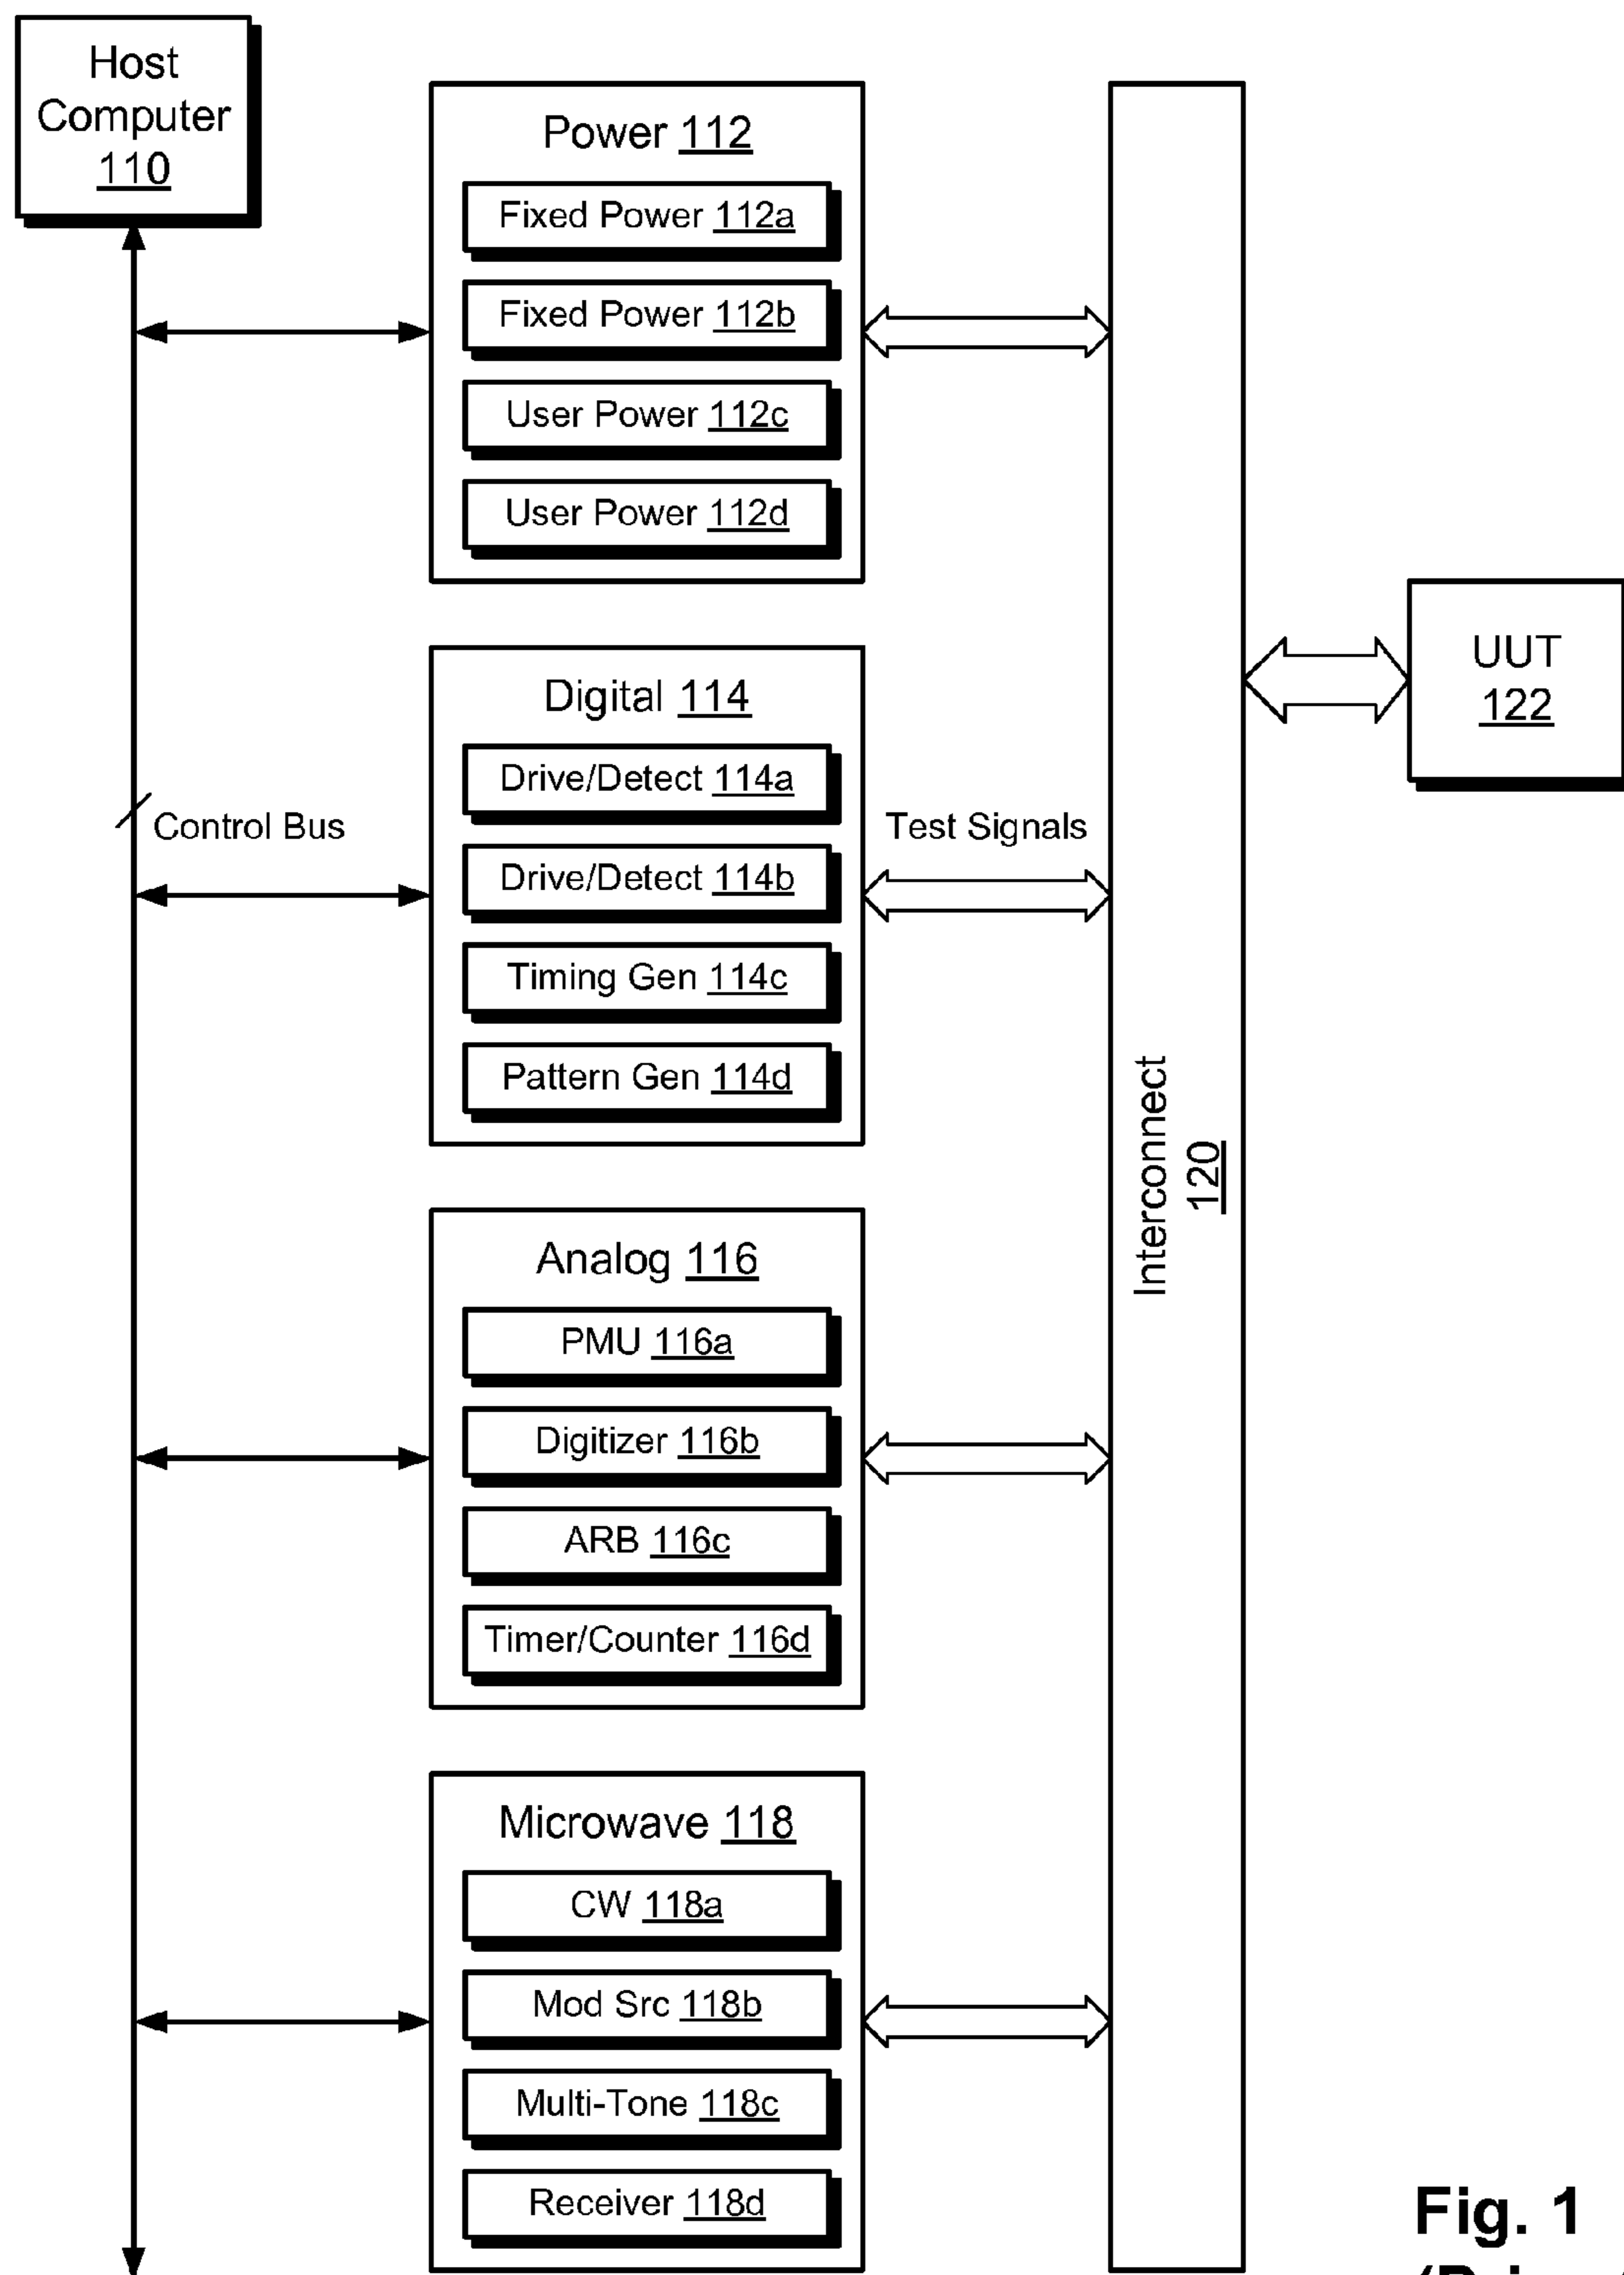 Host
Computer
110
Power 112
Fixed Power 112a
Fixed Power 112b
User Power 112c
User Power 112d
Digital 114
Drive/Detect 114a
Drive/Detect 114b
Timing Gen 114c
Pattern Gen 114d
Control Bus
Test Signals
Analog 116
PMU 116a
Digitizer 116b
ARB 116c
Timer/Counter 116d
Microwave 118
CW 118a
Mod Src 118b
Multi-Tone 118c
Receiver 118d
Interconnect
120
UUT
122
Fig. 1